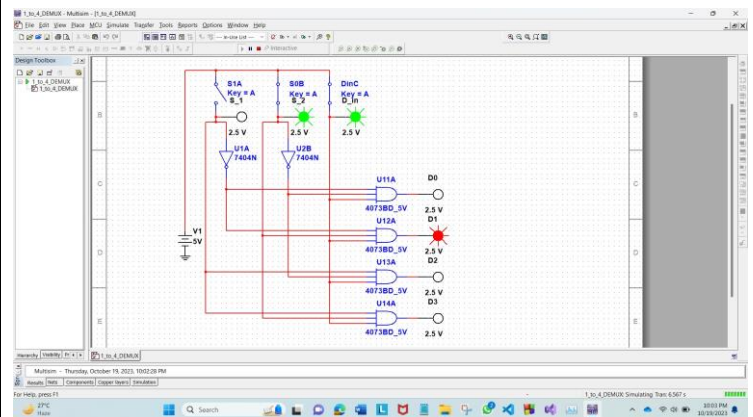 1_to_4_DEMUX - Multisim - [1_to_4_DEMUX]
File Edit View Place MCU Simulate Transfer Tools Reports Options Window Help
Interactive
Design Toolbox
1_to_4_DEMUX
1_to_4_DEMUX
S1A
Key = A
S_1
2.5 V
S0B
Key = A
S_2
2.5 V
DinC
Key = A
D_in
2.5 V
U1A
7404N
U2B
7404N
U11A
4073BD_5V
D0
2.5 V
U12A
4073BD_5V
D1
2.5 V
U13A
4073BD_5V
D2
2.5 V
U14A
4073BD_5V
D3
2.5 V
V1
5V
B
C
D
E
B
C
D
E
Hierarchy Visibility
1_to_4_DEMUX
Multisim - Thursday, October 19, 2023, 10:02:28 PM
Results Nets Components Copper layers Simulation
For Help, press F1
1_to_4_DEMUX: Simulating
27°C
Haze
Search
10:03 PM
10/19/2023